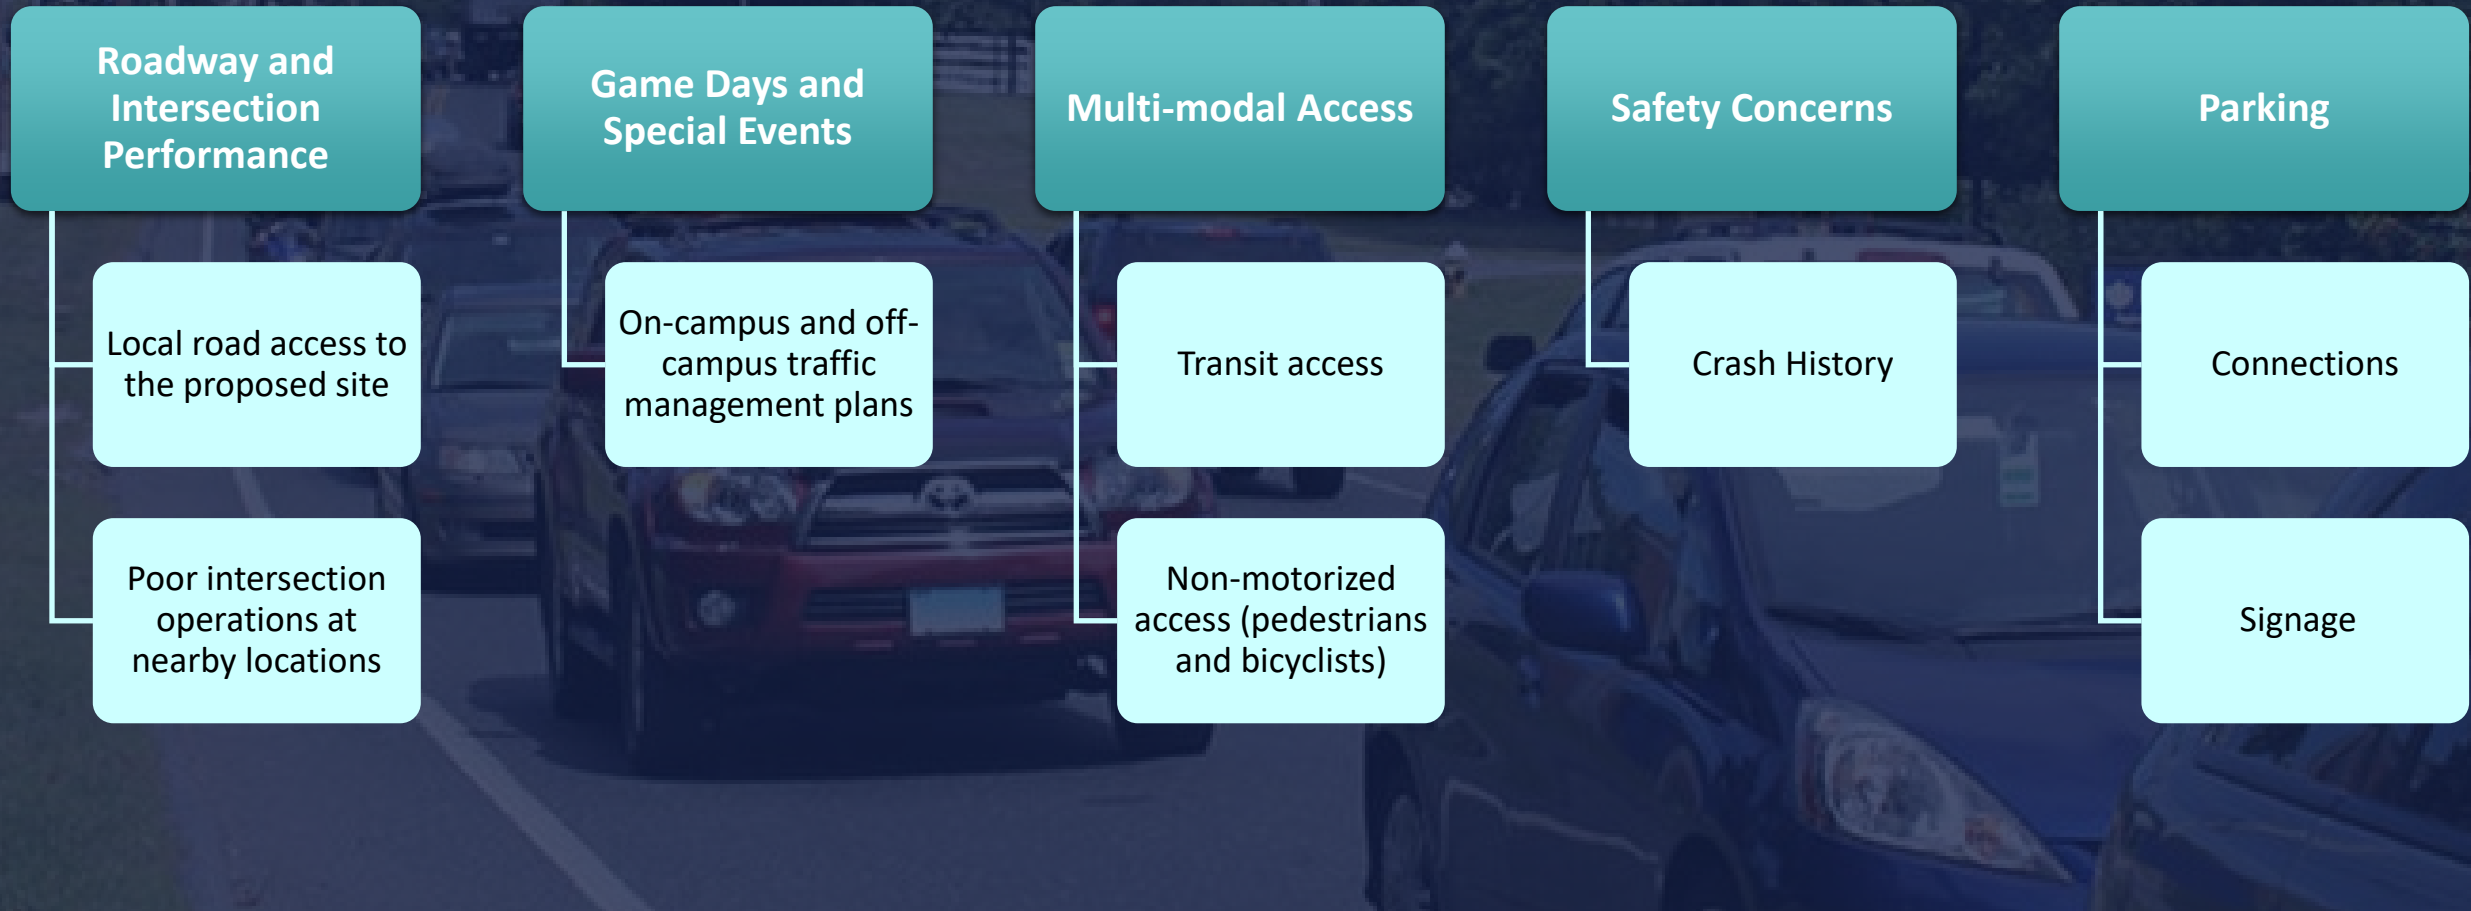 Roadway and
Intersection
Performance
Local road access to
the proposed site
Poor intersection
operations at
nearby locations
Game Days and
Special Events
On-campus and off-
campus traffic
management plans
Multi-modal Access
Transit access
Non-motorized
access (pedestrians
and bicyclists)
Safety Concerns
Crash History
Parking
Connections
Signage